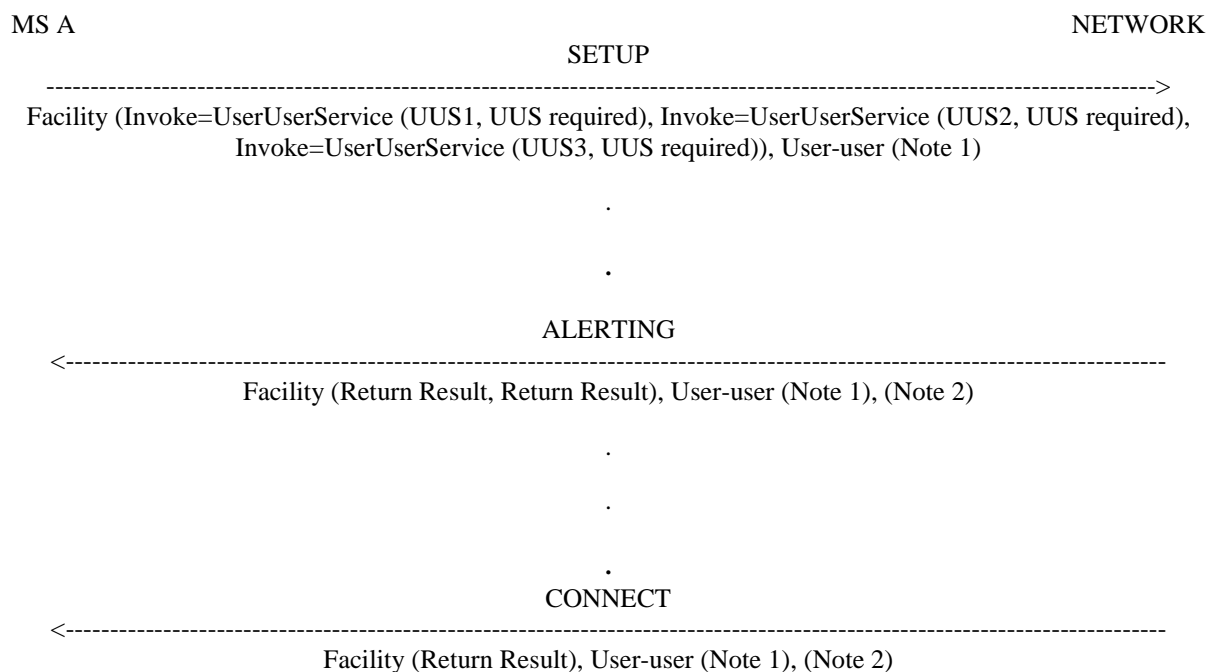 MS A NETWORK
SETUP
------------------------------------------------------------------------------------------------------------------------------>
Facility (Invoke=UserUserService (UUS1, UUS required), Invoke=UserUserService (UUS2, UUS required),
Invoke=UserUserService (UUS3, UUS required)), User-user (Note 1)
.
.
ALERTING
<-----------------------------------------------------------------------------------------------------------------------------
Facility (Return Result, Return Result), User-user (Note 1), (Note 2)
.
.
.
CONNECT
<-----------------------------------------------------------------------------------------------------------------------------
Facility (Return Result), User-user (Note 1), (Note 2)